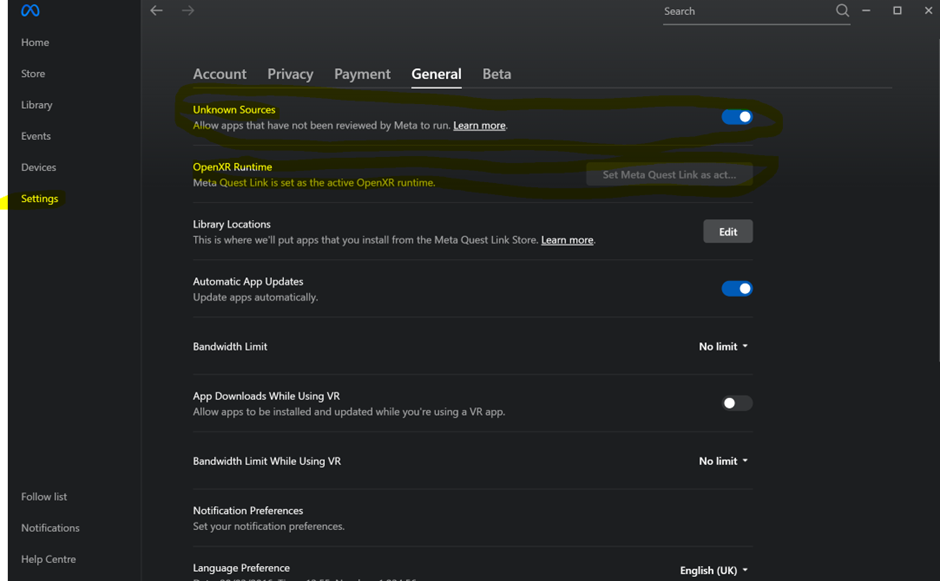 Search
Home
Store
Library
Events
Devices
Settings
Follow list
Notifications
Help Centre
Account Privacy Payment General Beta
Unknown Sources
Allow apps that have not been reviewed by Meta to run. Learn more.
OpenXR Runtime
Meta Quest Link is set as the active OpenXR runtime.
Set Meta Quest Link as act...
Library Locations
This is where we'll put apps that you install from the Meta Quest Link Store. Learn more.
Edit
Automatic App Updates
Update apps automatically.
Bandwidth Limit
No limit
App Downloads While Using VR
Allow apps to be installed and updated while you're using a VR app.
Bandwidth Limit While Using VR
No limit
Notification Preferences
Set your notification preferences.
Language Preference
English (UK)